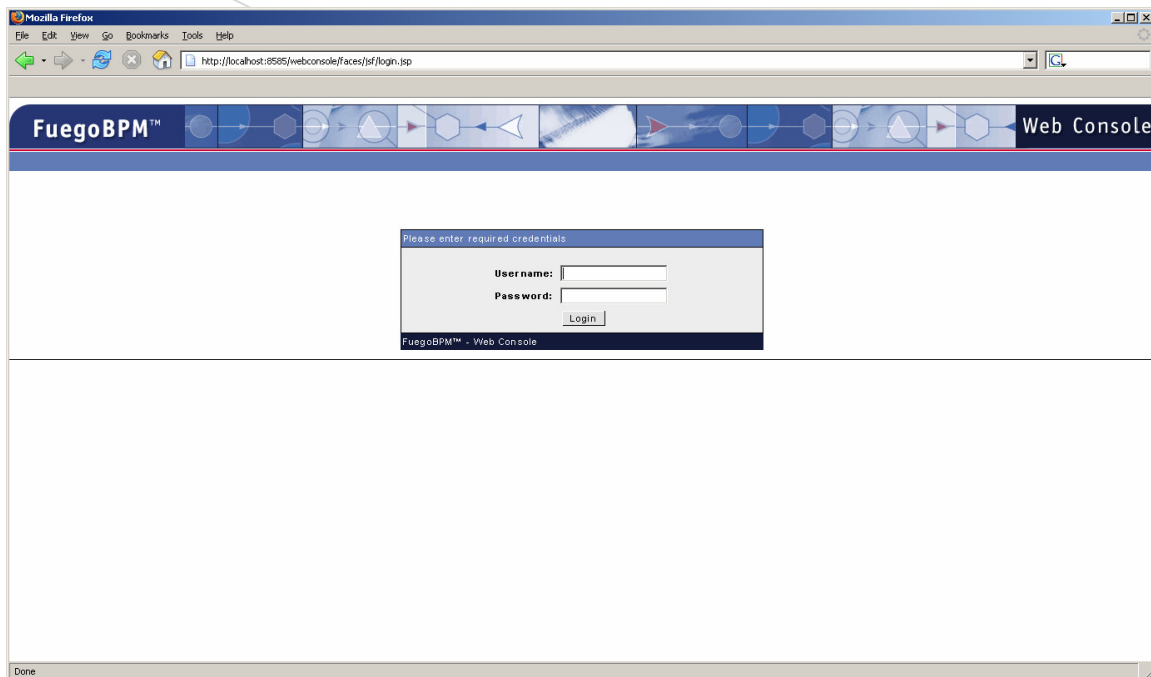 Mozilla Firefox
File Edit View Go Bookmarks Tools Help
http://localhost:8585/webconsole/faces/jsf/login.jsp
G
FuegoBPM™
Web Console
Please enter required credentials
Username:
Password:
Login
FuegoBPM™ - Web Console
Done